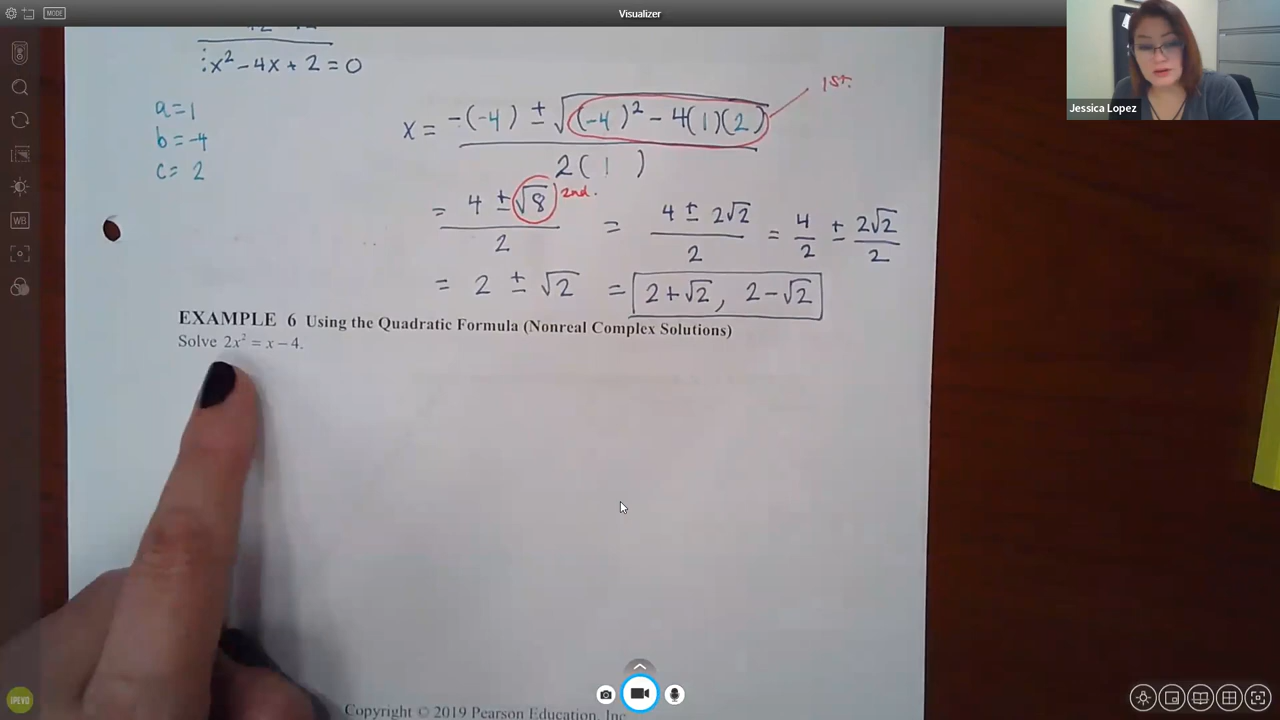 MODE
Visualizer
x² - 4x + 2 = 0
a = 1
b = -4
c = 2
x = -(-4) ± √(-4)² - 4(1)(2)
1st.
2( 1 )
= 4 ± √8 2nd. = 4 ± 2√2 = 4 ± 2√2
2 2 2 2
= 2 ± √2 = 2+√2, 2-√2
EXAMPLE 6 Using the Quadratic Formula (Nonreal Complex Solutions)
Solve 2x² = x - 4.
Copyright © 2019 Pearson Education, Inc.
Jessica Lopez
WB
IPEVO